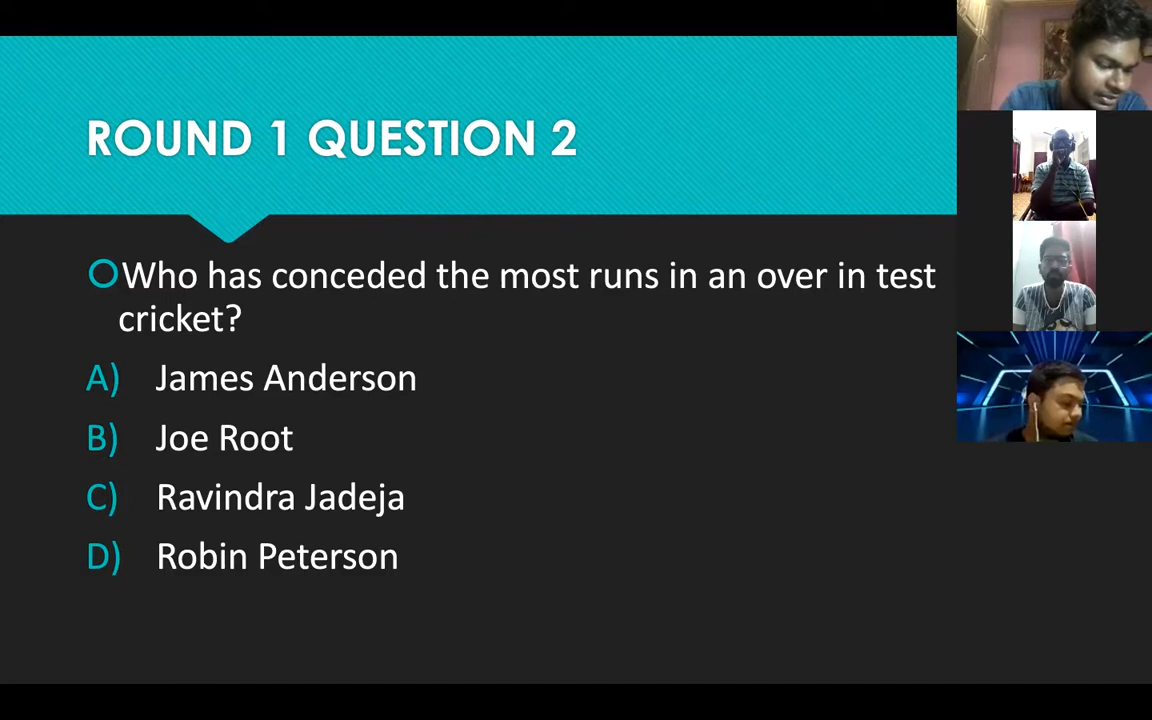 ROUND 1 QUESTION 2
Who has conceded the most runs in an over in test
cricket?
A) James Anderson
B) Joe Root
C) Ravindra Jadeja
D) Robin Peterson